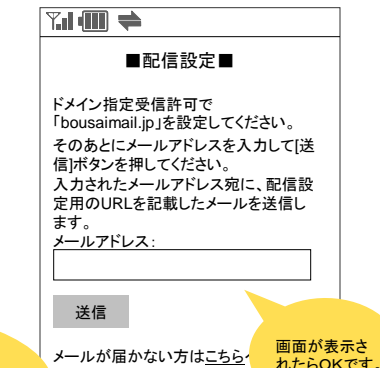 ■配信設定■
ドメイン指定受信許可で
「bousaimail.jp」を設定してください。
そのあとにメールアドレスを入力して[送
信]ボタンを押してください。
入力されたメールアドレス宛に、配信設
定用のURLを記載したメールを送信し
ます。
メールアドレス:
送信
メールが届かない方はこちら
画面が表示さ
れたらOKです。